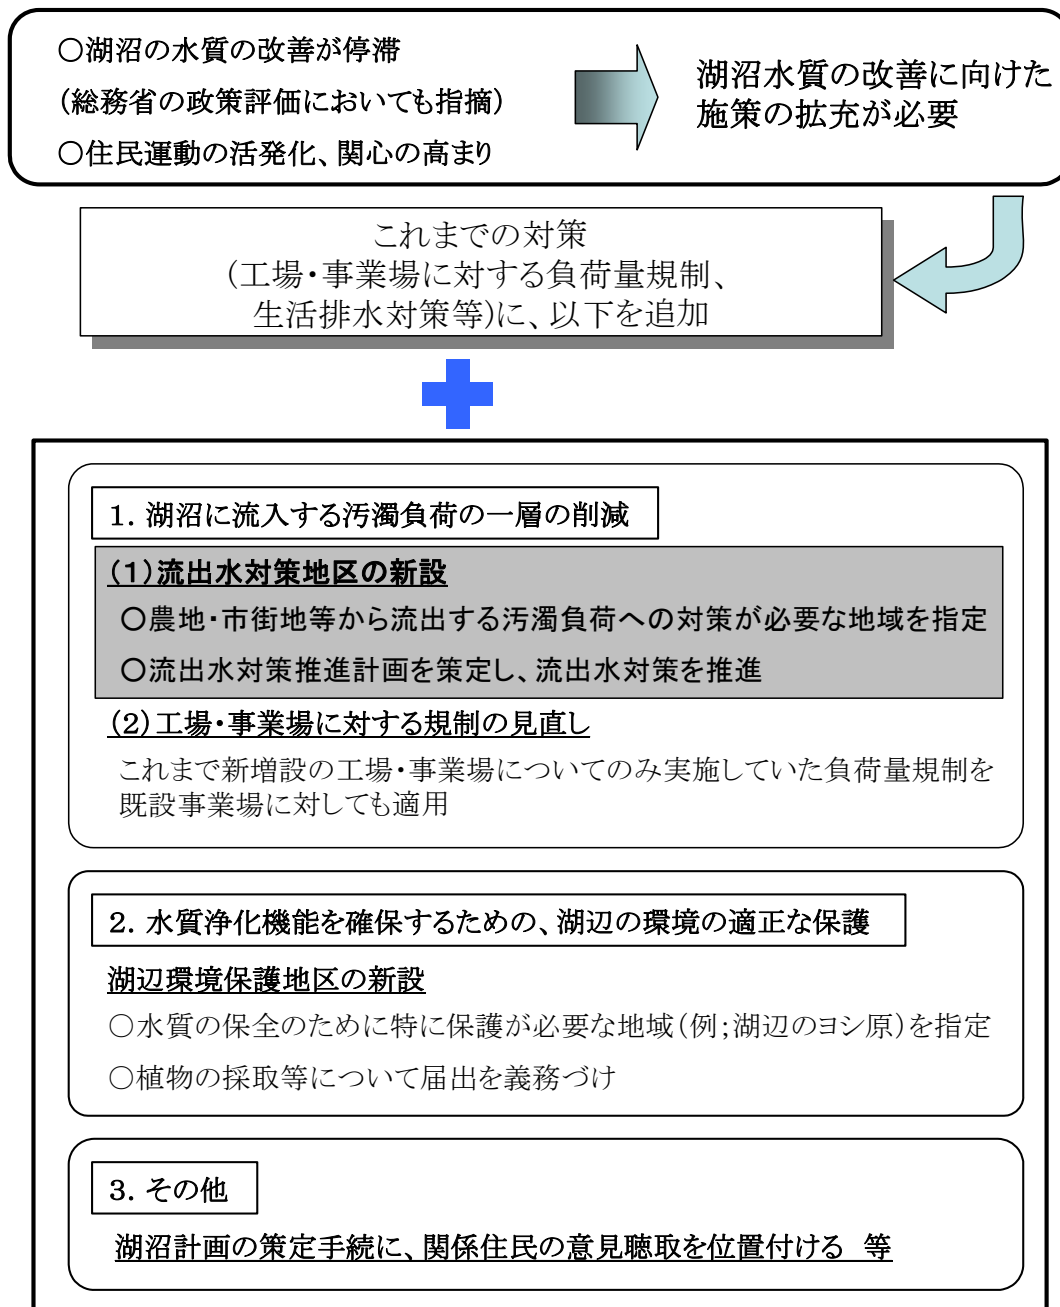 ○湖沼の水質の改善が停滞
(総務省の政策評価においても指摘)
○住民運動の活発化、関心の高まり
湖沼水質の改善に向けた
施策の拡充が必要
これまでの対策
(工場・事業場に対する負荷量規制、
生活排水対策等)に、以下を追加
1. 湖沼に流入する汚濁負荷の一層の削減
(1)流出水対策地区の新設
○農地・市街地等から流出する汚濁負荷への対策が必要な地域を指定
○流出水対策推進計画を策定し、流出水対策を推進
(2)工場・事業場に対する規制の見直し
これまで新増設の工場・事業場についてのみ実施していた負荷量規制を
既設事業場に対しても適用
2. 水質浄化機能を確保するための、湖辺の環境の適正な保護
湖辺環境保護地区の新設
○水質の保全のために特に保護が必要な地域(例;湖辺のヨシ原)を指定
○植物の採取等について届出を義務づけ
3. その他
湖沼計画の策定手続に、関係住民の意見聴取を位置付ける 等